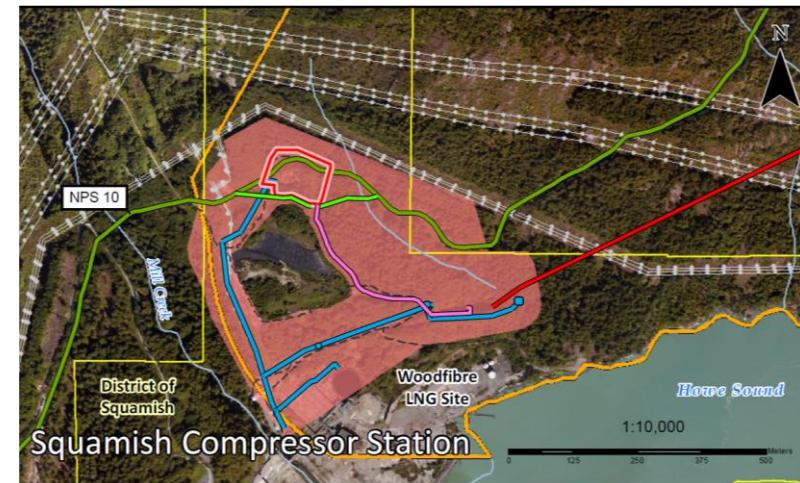 N
NPS 10
Mill Creek
District of
Squamish
Woodfibre
LNG Site
Howe Sound
1:10,000
Squamish Compressor Station
Meters
0 125 250 375 500